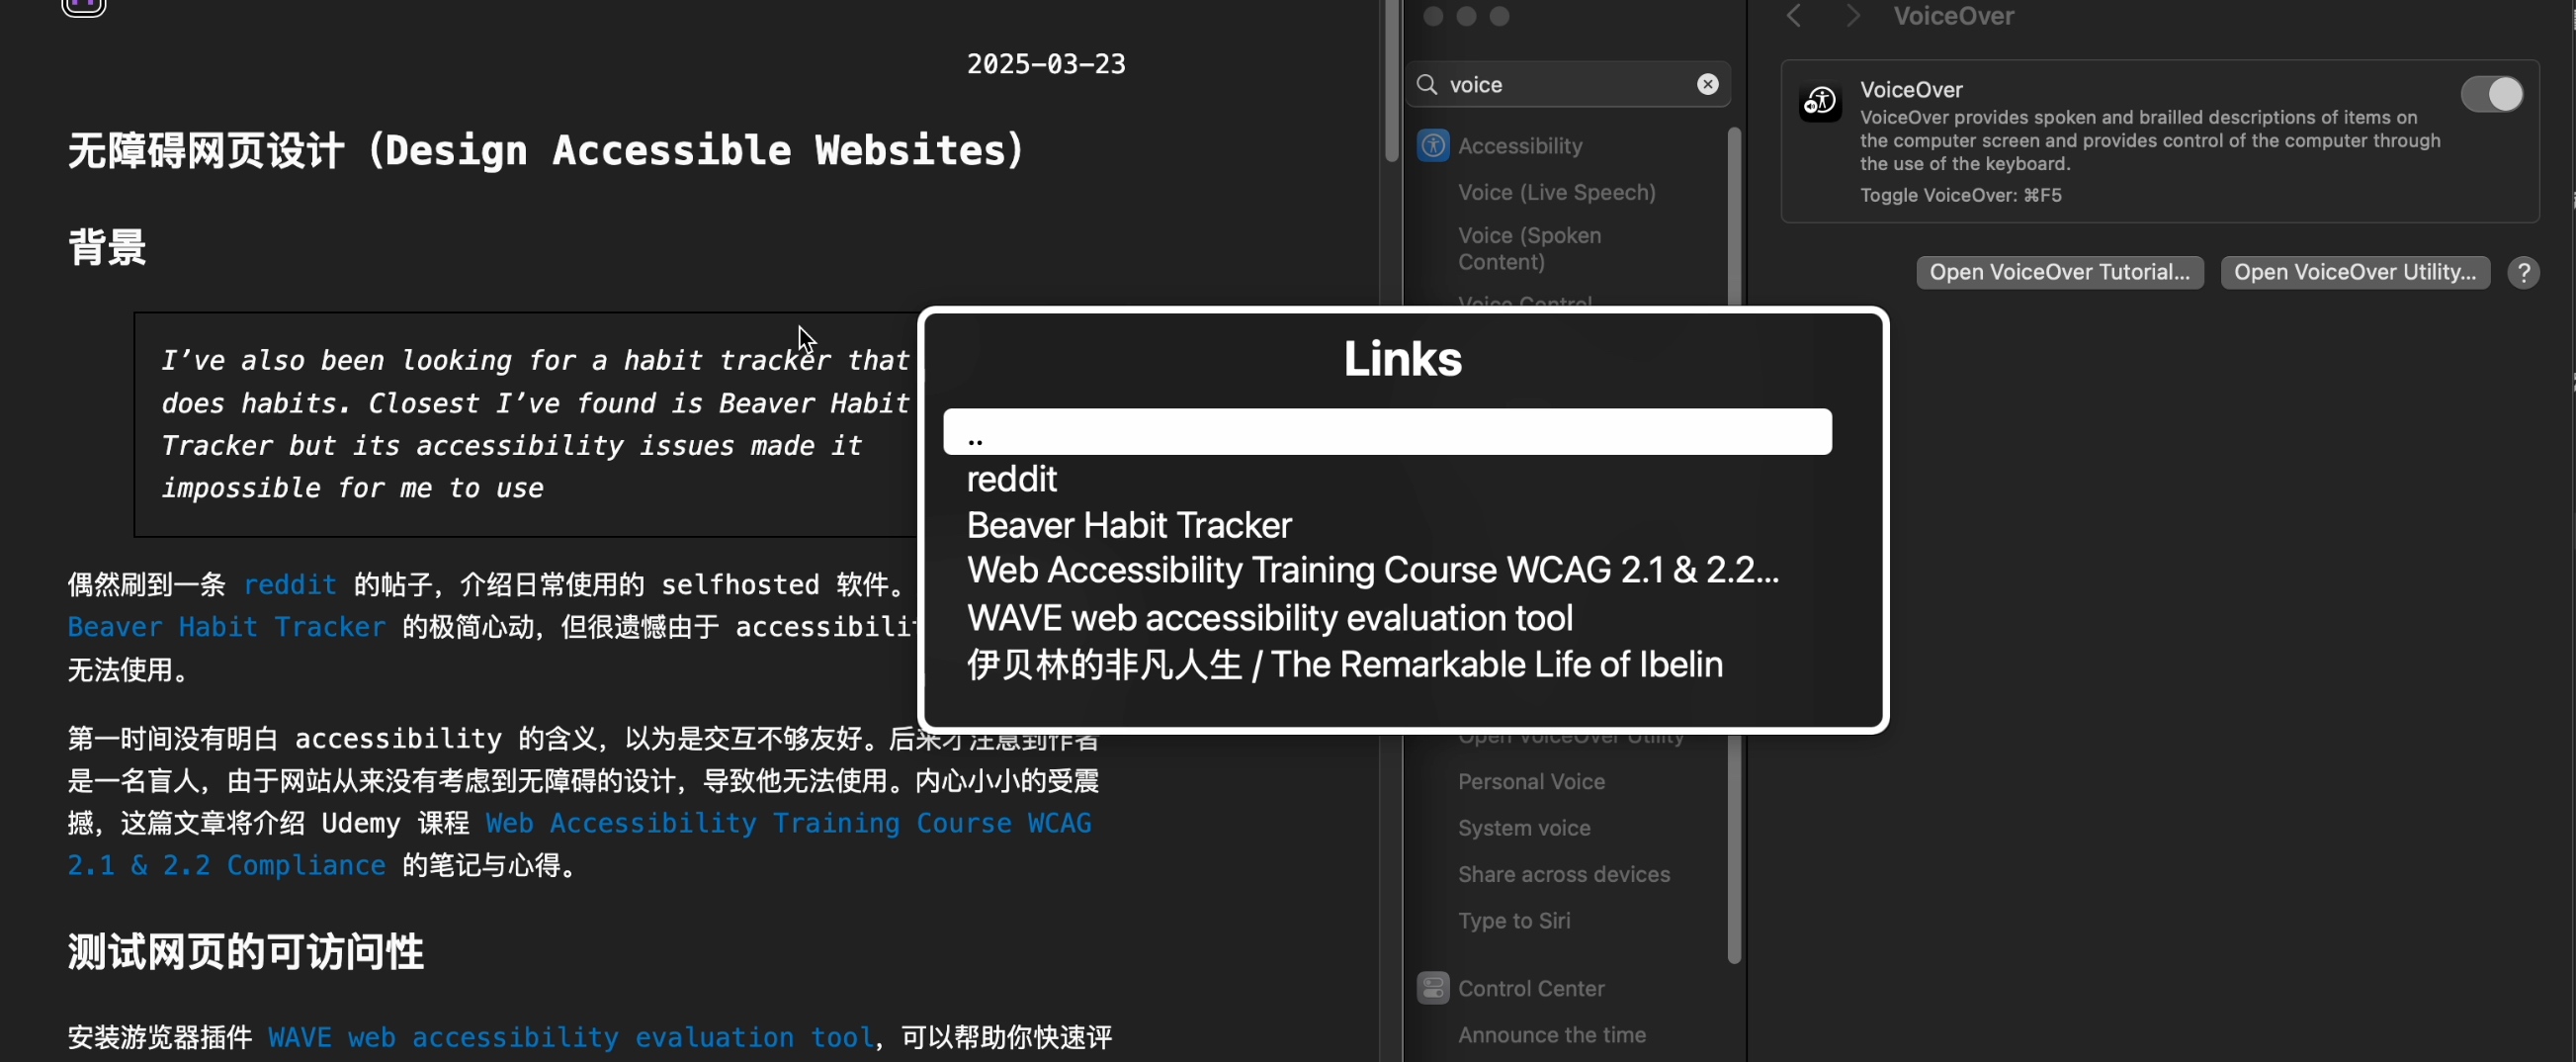 2025-03-23
无障碍网页设计 (Design Accessible Websites)
背景
I’ve also been looking for a habit tracker that
does habits. Closest I’ve found is Beaver Habit
Tracker but its accessibility issues made it
impossible for me to use
偶然刷到一条 reddit 的帖子，介绍日常使用的 selfhosted 软件。
Beaver Habit Tracker 的极简心动，但很遗憾由于
无法使用。
第一时间没有明白 accessibility 的含义，以为是交互不够友好。后来才注意到作者
是一名盲人，由于网站从来没有考虑到无障碍的设计，导致他无法使用。内心小小的受震
撼，这篇文章将介绍 Udemy 课程 Web Accessibility Training Course WCAG
2.1 & 2.2 Compliance 的笔记与心得。
测试网页的可访问性
安装游览器插件 WAVE web accessibility evaluation tool，可以帮助你快速评
Links
..
reddit
Beaver Habit Tracker
Web Accessibility Training Course WCAG 2.1 & 2.2...
WAVE web accessibility evaluation tool
伊贝林的非凡人生 / The Remarkable Life of Ibelin
voice
Accessibility
Voice (Live Speech)
Voice (Spoken
Content)
Voice Control
Open VoiceOver Utility
Personal Voice
System voice
Share across devices
Type to Siri
Control Center
Announce the time
VoiceOver
VoiceOver
VoiceOver provides spoken and brailled descriptions of items on
the computer screen and provides control of the computer through
the use of the keyboard.
Toggle VoiceOver: ⌘F5
Open VoiceOver Tutorial...
Open VoiceOver Utility...
?